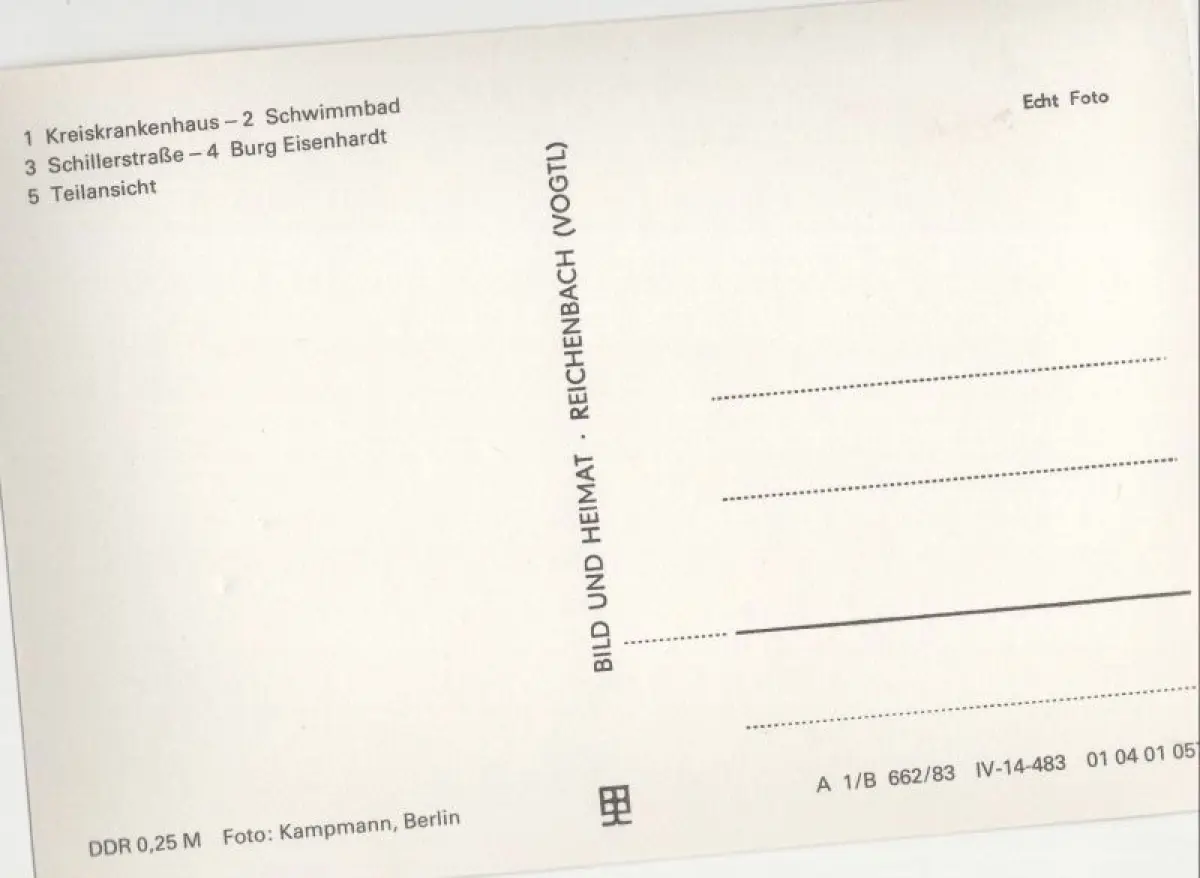 1 Kreiskrankenhaus – 2 Schwimmbad
3 Schillerstraße – 4 Burg Eisenhardt
5 Teilansicht
Echt Foto
BILD UND HEIMAT · REICHENBACH (VOGTL)
DDR 0,25 M Foto: Kampmann, Berlin
A 1/B 662/83 IV-14-483 01 04 01 057